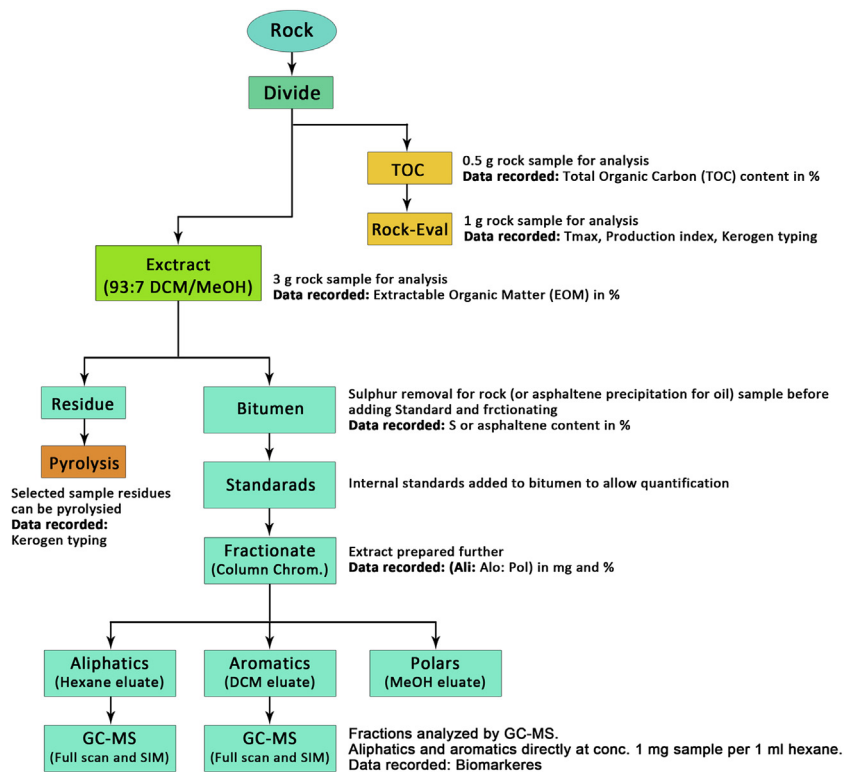 Rock
Divide
TOC
0.5 g rock sample for analysis
Data recorded: Total Organic Carbon (TOC) content in %
Rock-Eval
1 g rock sample for analysis
Data recorded: Tmax, Production index, Kerogen typing
Exctract
(93:7 DCM/MeOH)
3 g rock sample for analysis
Data recorded: Extractable Organic Matter (EOM) in %
Residue
Bitumen
Sulphur removal for rock (or asphaltene precipitation for oil) sample before
adding Standard and frctionating
Data recorded: S or asphaltene content in %
Pyrolysis
Selected sample residues
can be pyrolysied
Data recorded:
Kerogen typing
Standarads
Internal standards added to bitumen to allow quantification
Fractionate
(Column Chrom.)
Extract prepared further
Data recorded: (Ali: Alo: Pol) in mg and %
Aliphatics
(Hexane eluate)
Aromatics
(DCM eluate)
Polars
(MeOH eluate)
GC-MS
(Full scan and SIM)
GC-MS
(Full scan and SIM)
Fractions analyzed by GC-MS.
Aliphatics and aromatics directly at conc. 1 mg sample per 1 ml hexane.
Data recorded: Biomarkeres